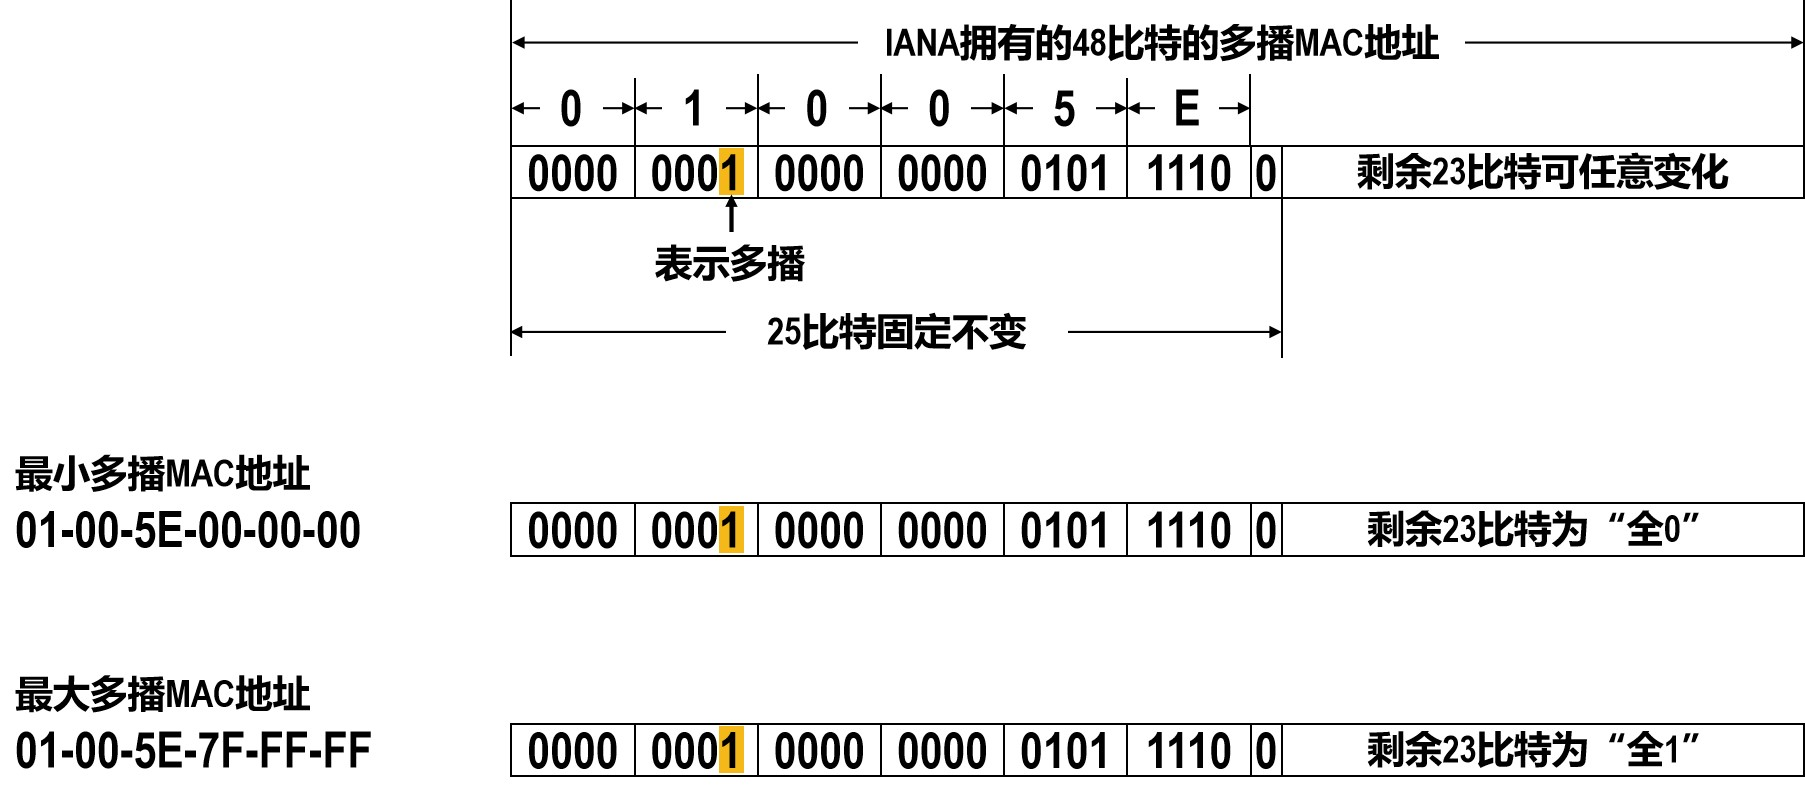 IANA拥有的48比特的多播MAC地址
0 1 0 0 5 E
0000 0001 0000 0000 0101 1110 0 剩余23比特可任意变化
表示多播
25比特固定不变
最小多播MAC地址
01-00-5E-00-00-00
0000 0001 0000 0000 0101 1110 0 剩余23比特为“全0”
最大多播MAC地址
01-00-5E-7F-FF-FF
0000 0001 0000 0000 0101 1110 0 剩余23比特为“全1”